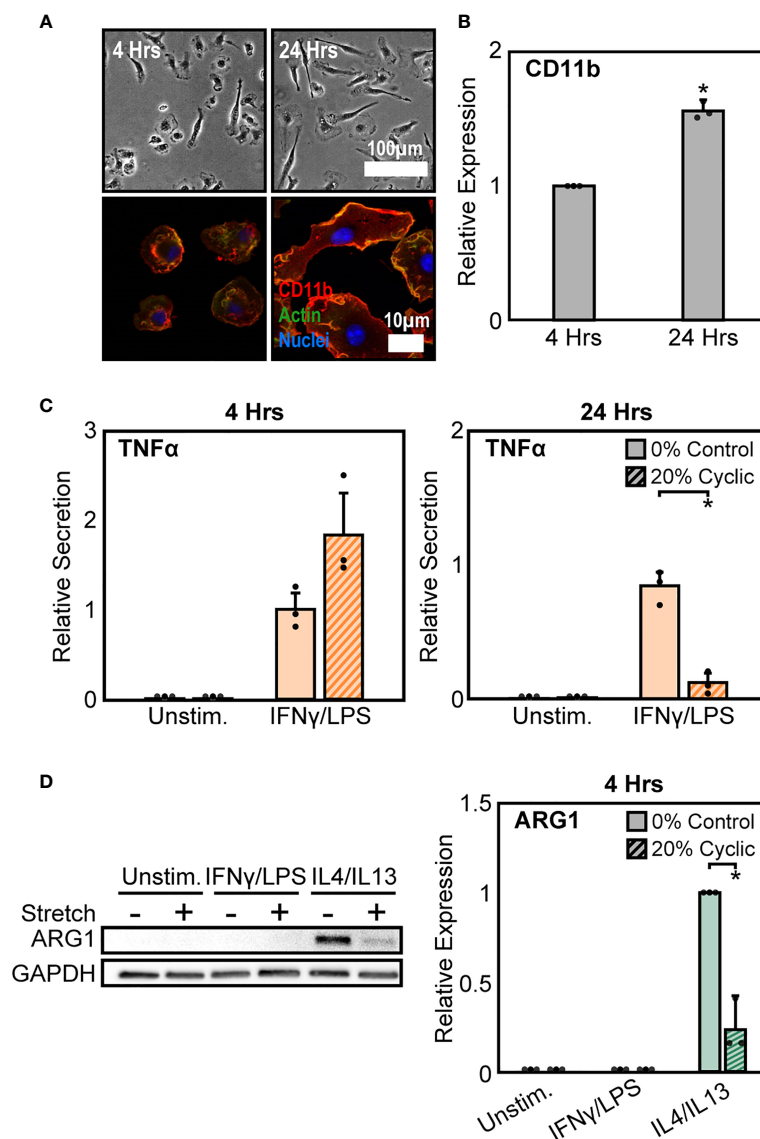 A
4 Hrs
24 Hrs
100µm
CD11b
Actin
Nuclei
10µm
B
CD11b
Relative Expression
2
1
0
*
4 Hrs
24 Hrs
C
4 Hrs
TNFα
Relative Secretion
3
2
1
0
Unstim.
IFNγ/LPS
24 Hrs
TNFα
0% Control
20% Cyclic
*
Relative Secretion
2
1
0
Unstim.
IFNγ/LPS
D
Unstim. IFNγ/LPS IL4/IL13
Stretch - + - + - +
ARG1
GAPDH
4 Hrs
ARG1
0% Control
20% Cyclic
*
Relative Expression
1.5
1
0.5
0
Unstim.
IFNγ/LPS
IL4/IL13